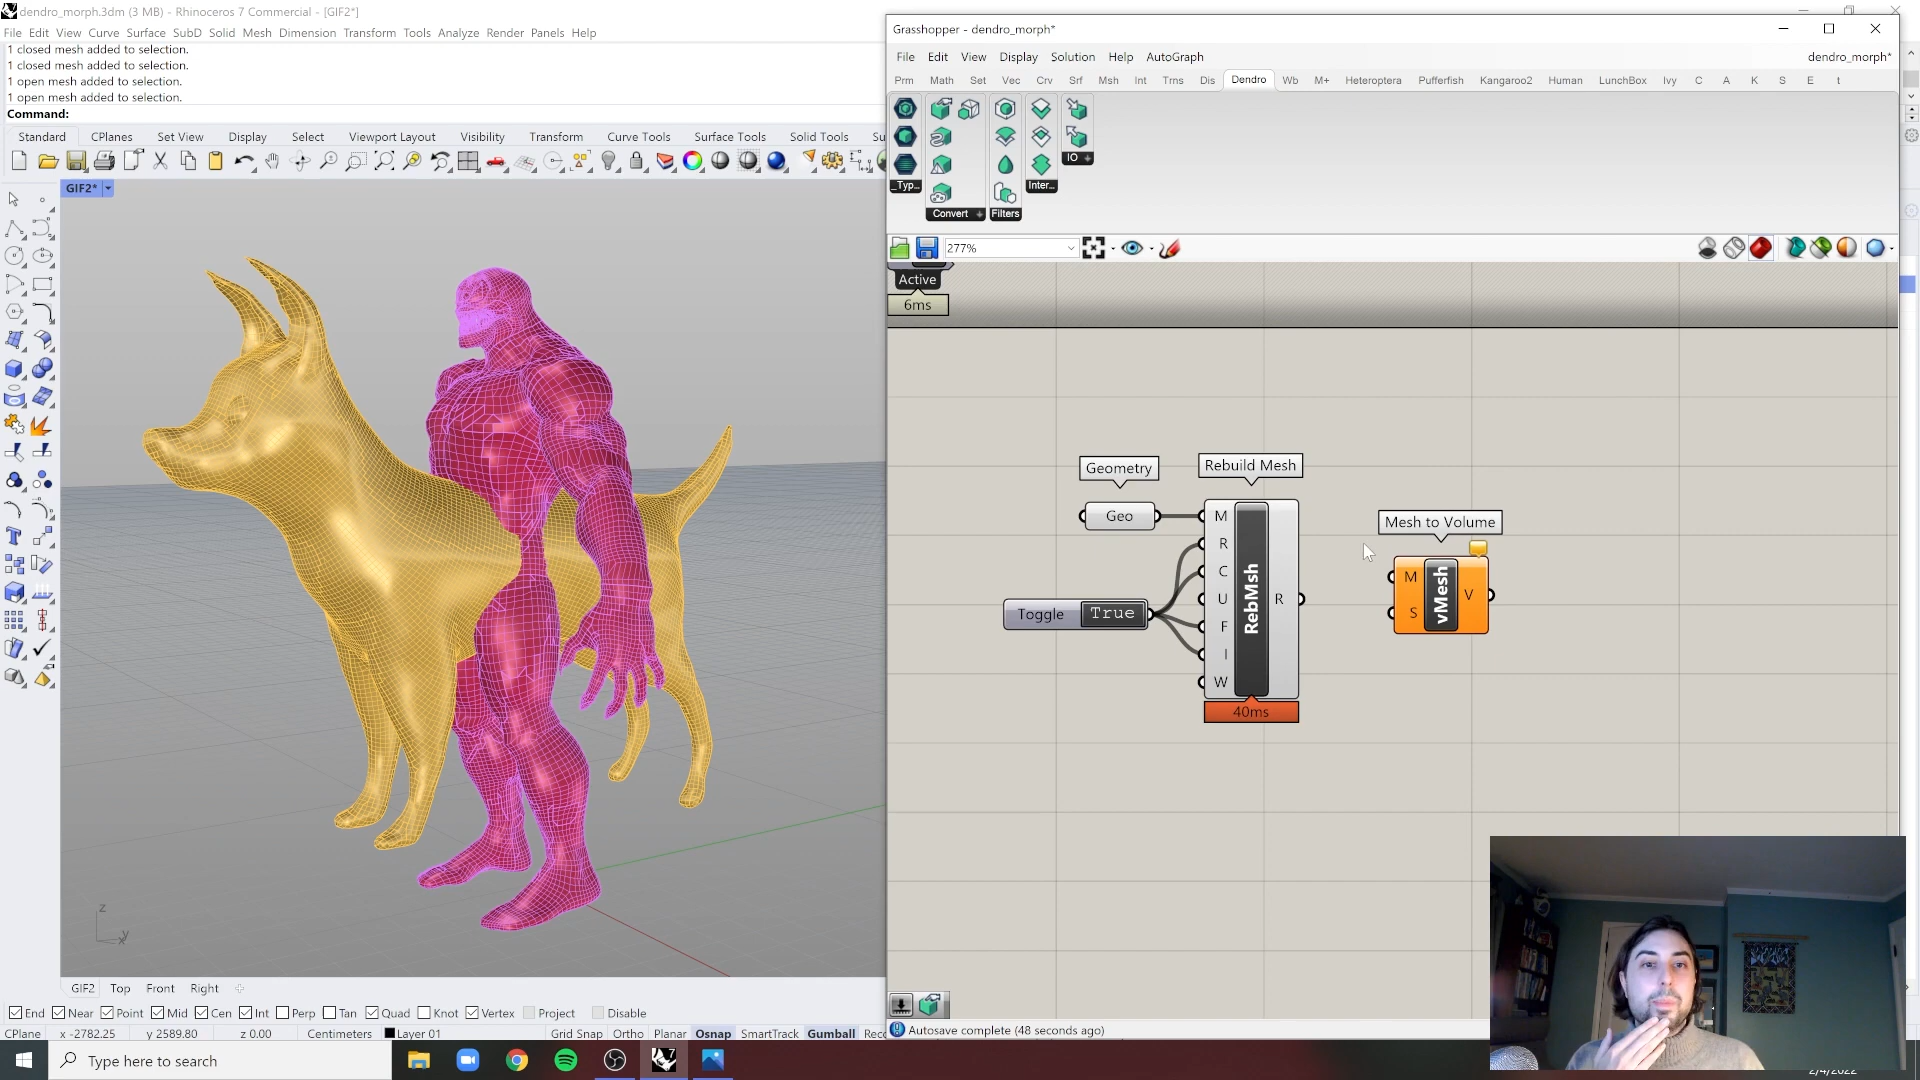 dendro_morph.3dm (3 MB) - Rhinoceros 7 Commercial - [GIF2*]
File Edit View Curve Surface SubD Solid Mesh Dimension Transform Tools Analyze Render Panels Help
1 closed mesh added to selection.
1 closed mesh added to selection.
1 open mesh added to selection.
1 open mesh added to selection.
Command:
Standard CPlanes Set View Display Select Viewport Layout Visibility Transform Curve Tools Surface Tools Solid Tools Su
GIF2*
z
y
x
GIF2 Top Front Right
End Near Point Mid Cen Int Perp Tan Quad Knot Vertex Project Disable
CPlane x -2782.25 y 2589.80 z 0.00 Centimeters Layer 01 Grid Snap Ortho Planar Osnap SmartTrack Gumball Rec
Type here to search
Grasshopper - dendro_morph*
File Edit View Display Solution Help AutoGraph dendro_morph*
Prm Math Set Vec Crv Srf Msh Int Trns Dis Dendro Wb M+ Heteroptera Pufferfish Kangaroo2 Human LunchBox Ivy C A K S E t
_Typ...
Convert
Filters
Inter...
IO
277%
Active
6ms
Geometry
Geo
Toggle True
Rebuild Mesh
M
R
C
U
F
I
W
RebMsh
R
40ms
Mesh to Volume
M
S
vMesh
V
Autosave complete (48 seconds ago)
2/4/2022